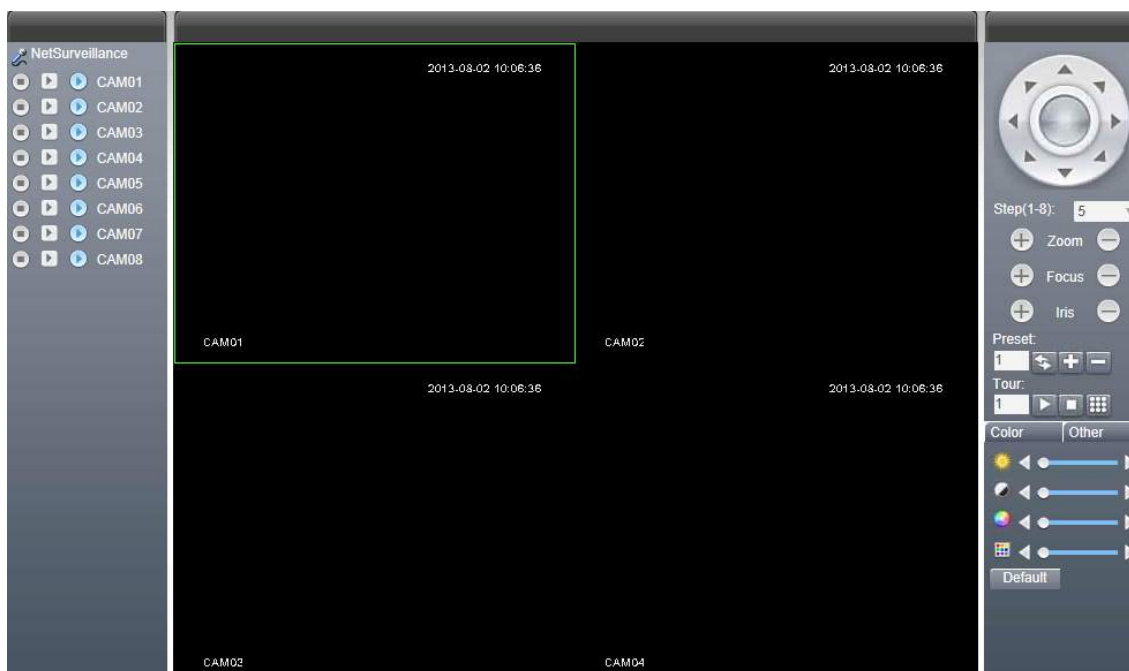 NetSurveillance
CAM01
CAM02
CAM03
CAM04
CAM05
CAM06
CAM07
CAM08
2013-08-02 10:06:36
CAM01
2013-08-02 10:06:36
CAM02
2013-08-02 10:06:36
CAM03
2013-08-02 10:06:36
CAM04
Step(1-8): 5
Zoom
Focus
Iris
Preset:
1
Tour:
1
Color Other
Default